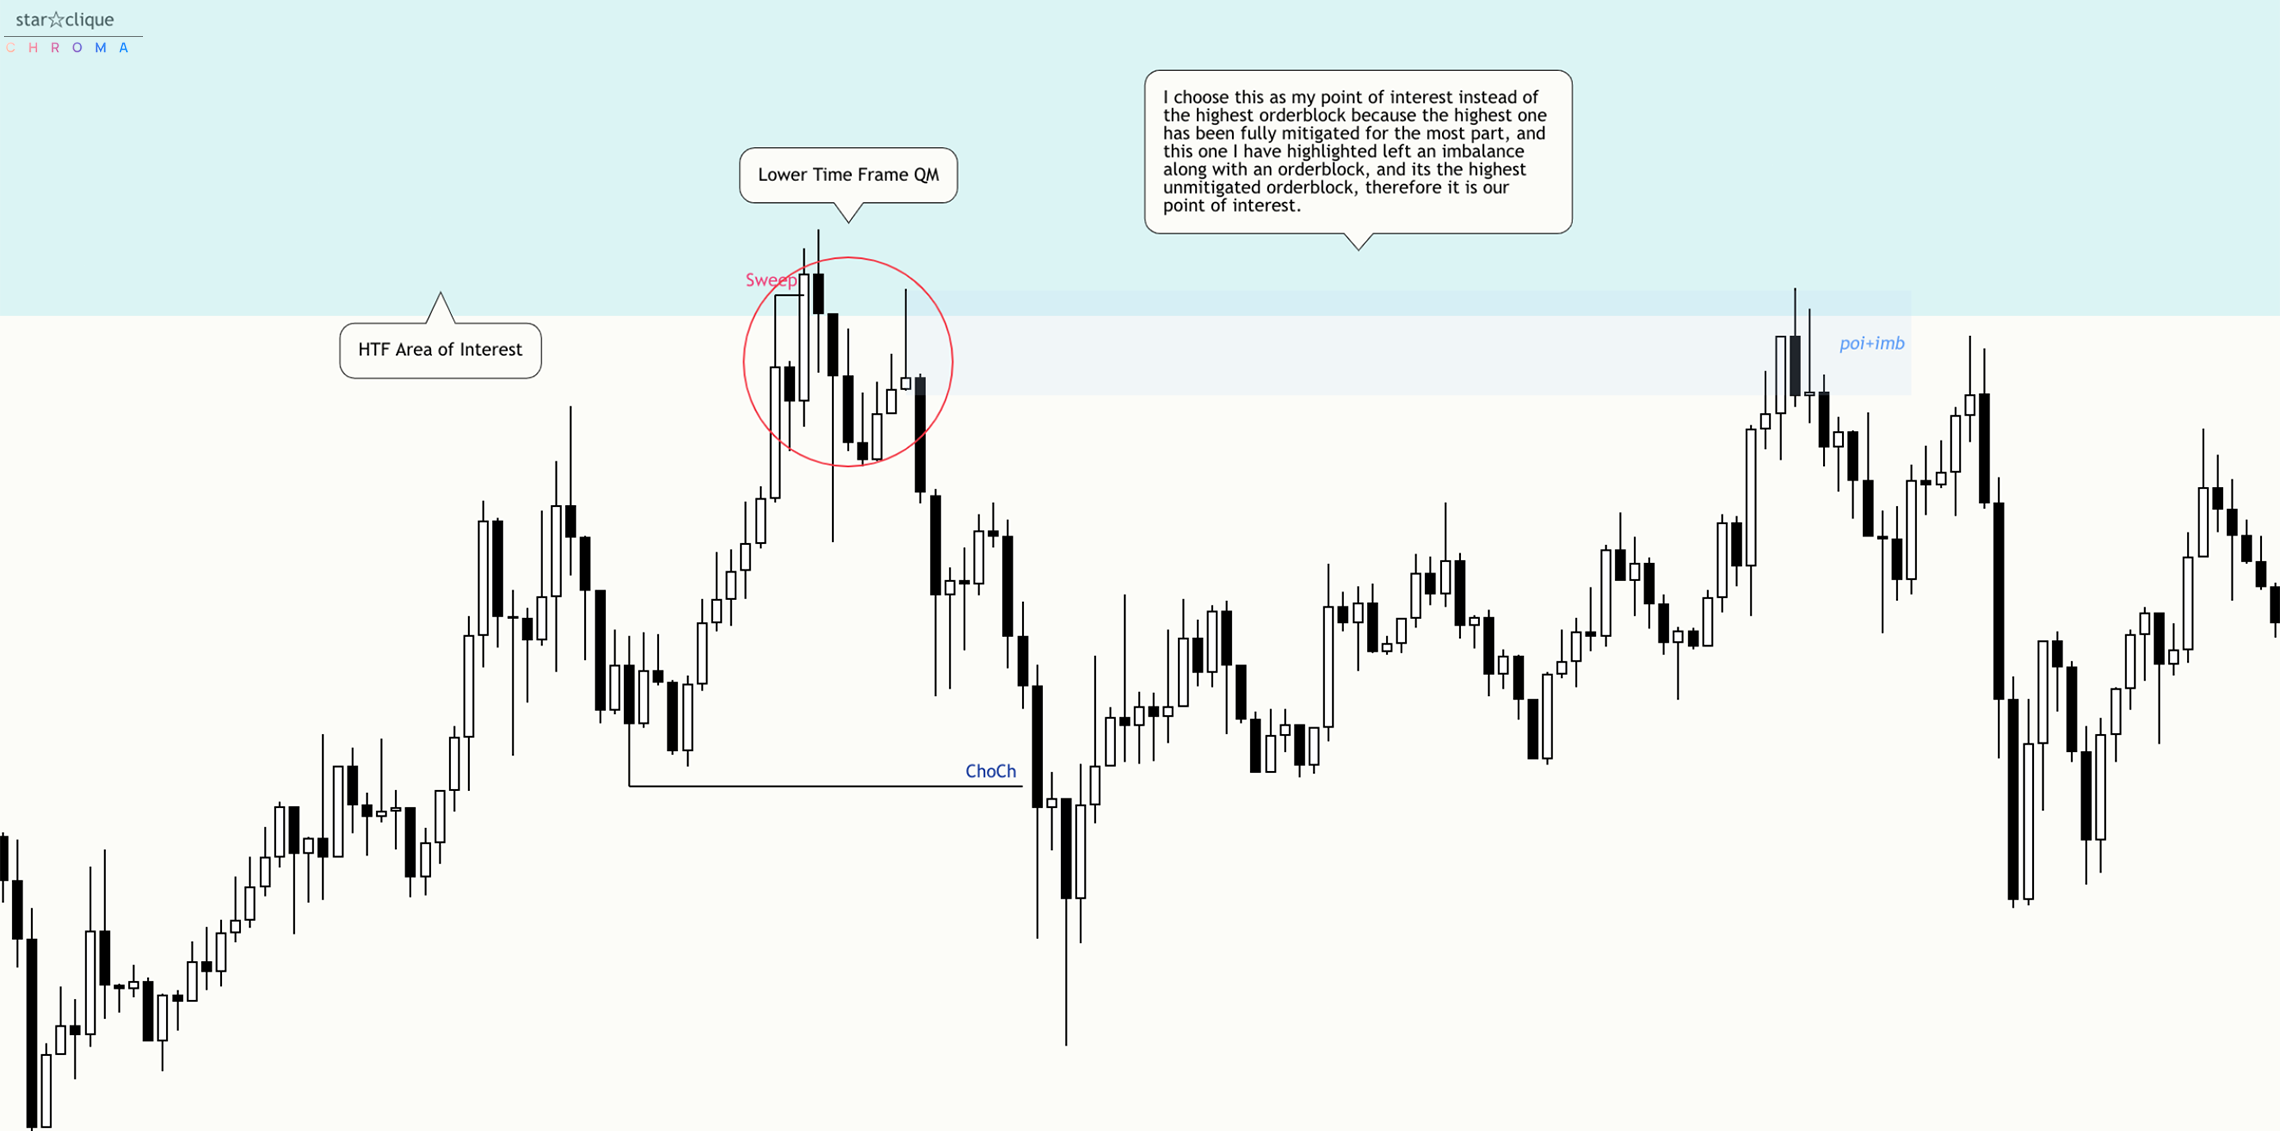 star☆clique
CHROMA
I choose this as my point of interest instead of
the highest orderblock because the highest one
has been fully mitigated for the most part, and
this one I have highlighted left an imbalance
along with an orderblock, and its the highest
unmitigated orderblock, therefore it is our
point of interest.
Lower Time Frame QM
Sweep
HTF Area of Interest
poi+imb
ChoCh